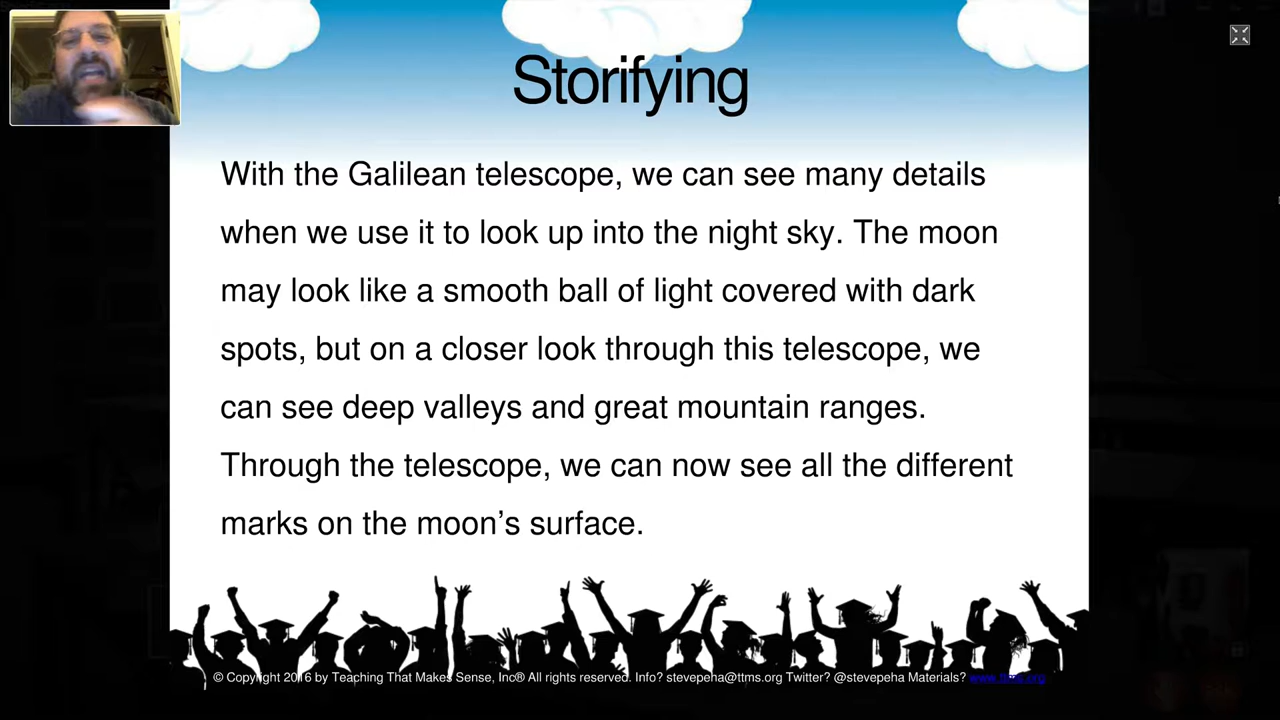 Storifying
With the Galilean telescope, we can see many details
when we use it to look up into the night sky. The moon
may look like a smooth ball of light covered with dark
spots, but on a closer look through this telescope, we
can see deep valleys and great mountain ranges.
Through the telescope, we can now see all the different
marks on the moon’s surface.
© Copyright 2016 by Teaching That Makes Sense, Inc® All rights reserved. Info? stevepeha@ttms.org Twitter? @stevepeha Materials? www.ttms.org